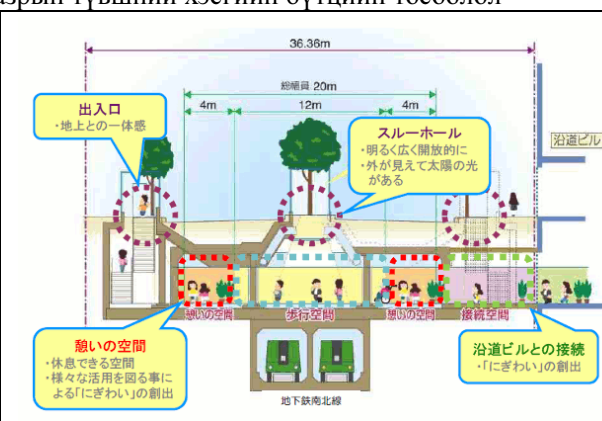 азрын түвшний хэсгийн бүтцийн төсөөлөл
36.36m
総幅員 20m
4m
12m
4m
出入口
・地上との一体感
スルーホール
・明るく広く開放的に
・外が見えて太陽の光
がある
沿道ビル
憩いの空間
歩行空間
憩いの空間
接続空間
憩いの空間
・休息できる空間
・様々な活用を図る事に
よる「にぎわい」の創出
沿道ビルとの接続
・「にぎわい」の創出
地下鉄南北線